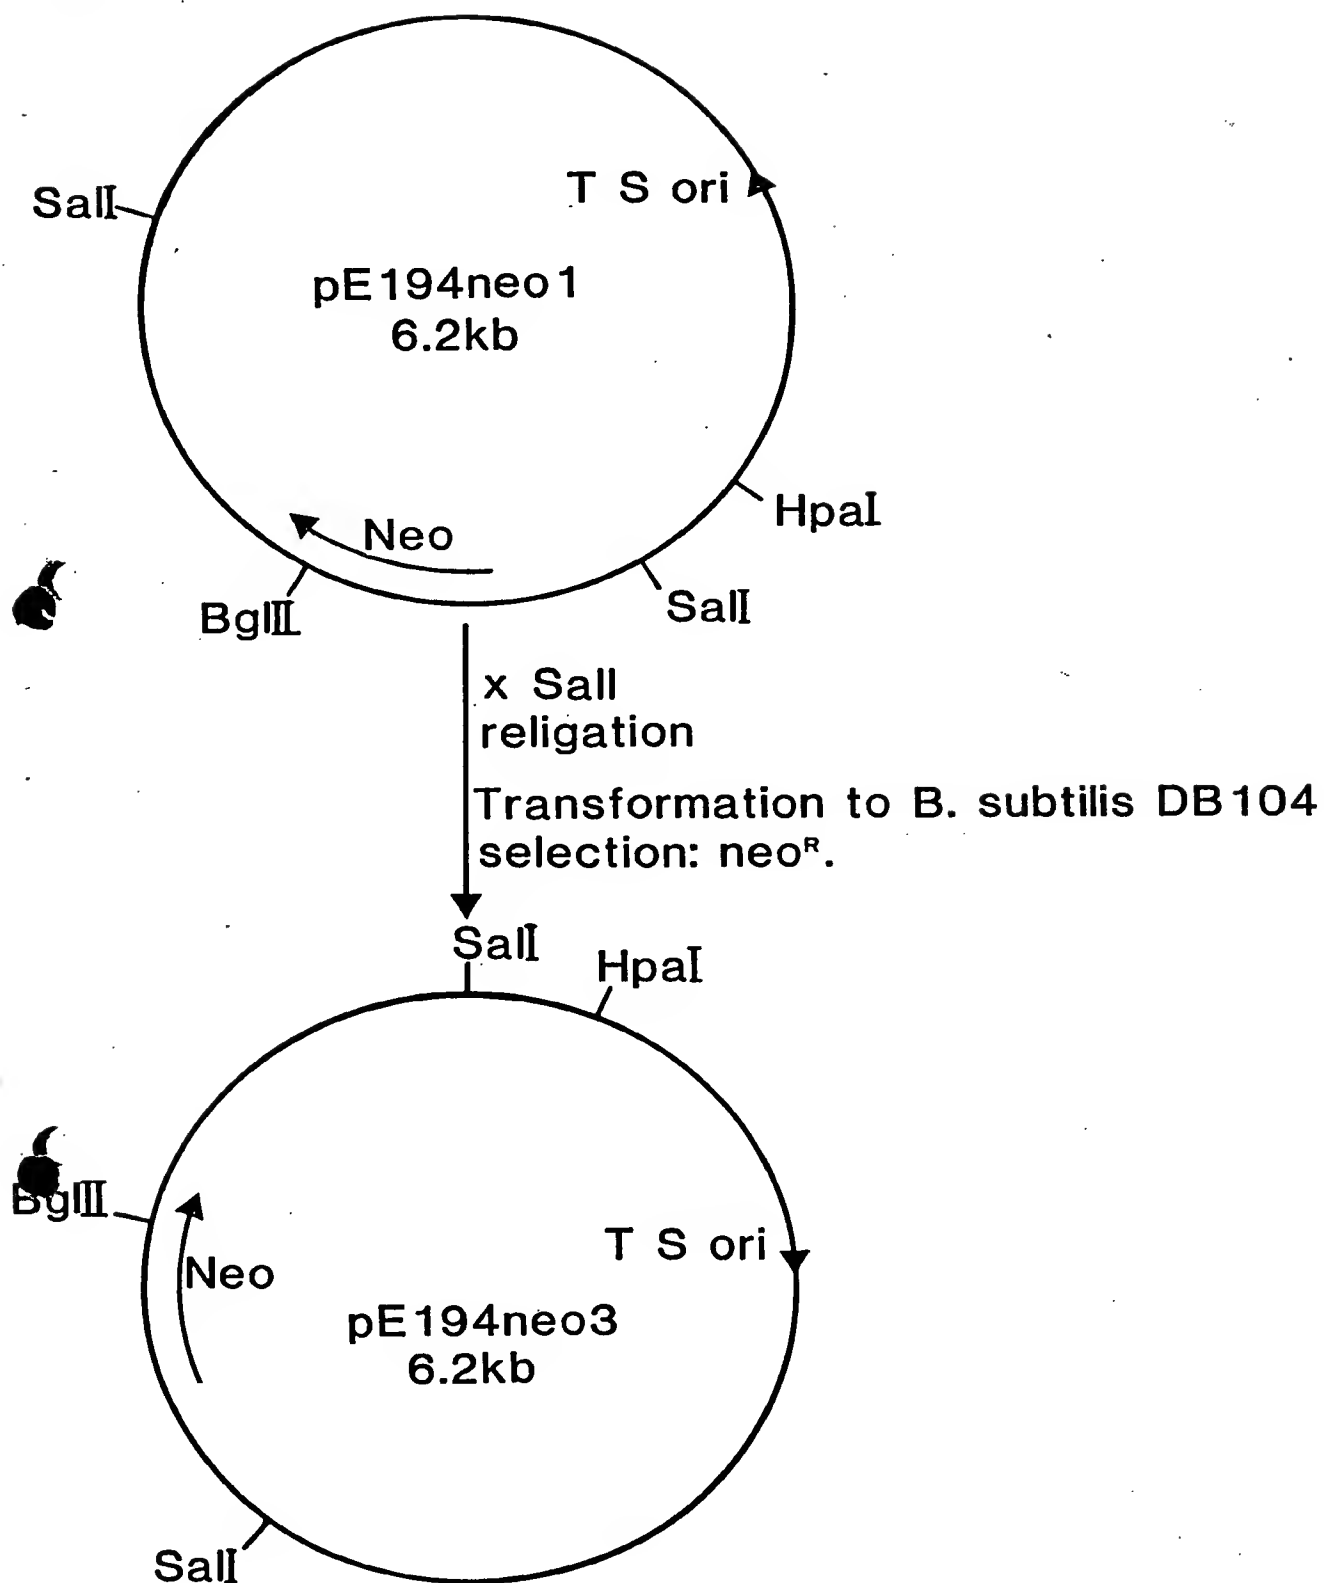 T S ori
SalI
pE194neo1
6.2kb
HpaI
Neo
SalI
BglII
x SalI
religation
Transformation to B. subtilis DB104
selection: neoᴿ.
SalI
HpaI
BglII
T S ori
Neo
pE194neo3
6.2kb
SalI